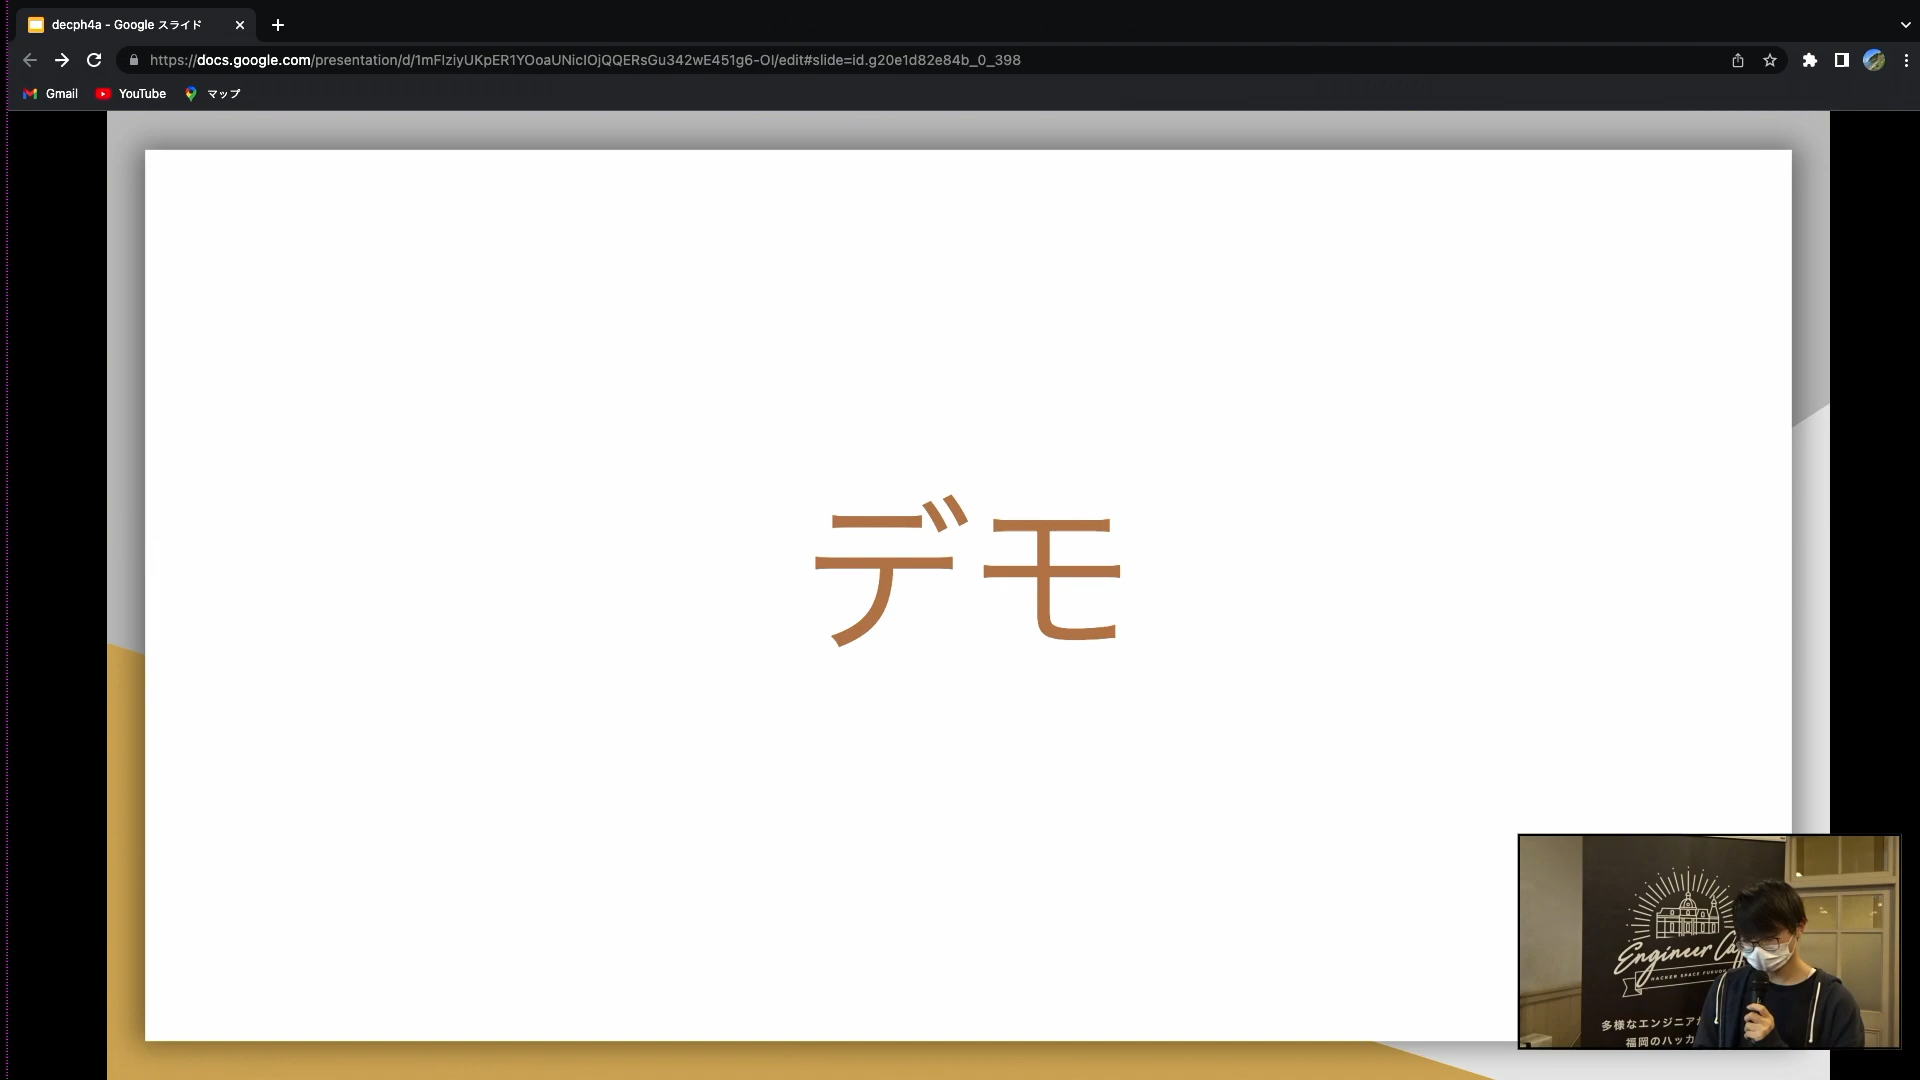 decph4a - Google スライド
https://docs.google.com/presentation/d/1mFIziyUKpER1YOoaUNicIOjQQERsGu342wE451g6-OI/edit#slide=id.g20e1d82e84b_0_398
Gmail
YouTube
マップ
デモ
Engineer
HACKER SPACE
多様なエンジニア
福岡のハッカ